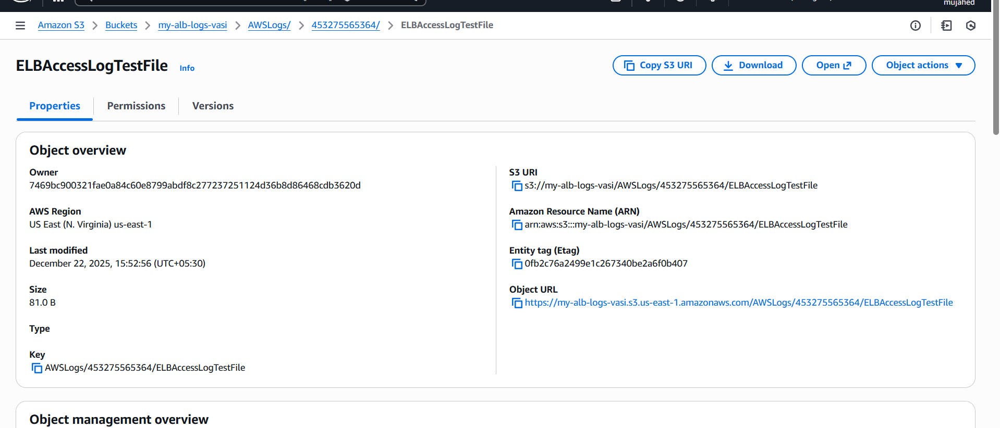 mujahed
Amazon S3 > Buckets > my-alb-logs-vasi > AWSLogs/ > 453275565364/ > ELBAccessLogTestFile
ELBAccessLogTestFile Info
Copy S3 URI
Download
Open
Object actions
Properties
Permissions
Versions
Object overview
Owner
7469bc900321fae0a84c60e8799abdf8c277237251124d36b8d86468cdb3620d
AWS Region
US East (N. Virginia) us-east-1
Last modified
December 22, 2025, 15:52:56 (UTC+05:30)
Size
81.0 B
Type
Key
AWSLogs/453275565364/ELBAccessLogTestFile
S3 URI
s3://my-alb-logs-vasi/AWSLogs/453275565364/ELBAccessLogTestFile
Amazon Resource Name (ARN)
arn:aws:s3:::my-alb-logs-vasi/AWSLogs/453275565364/ELBAccessLogTestFile
Entity tag (Etag)
0fb2c76a2499e1c267340be2a6f0b407
Object URL
https://my-alb-logs-vasi.s3.us-east-1.amazonaws.com/AWSLogs/453275565364/ELBAccessLogTestFile
Object management overview